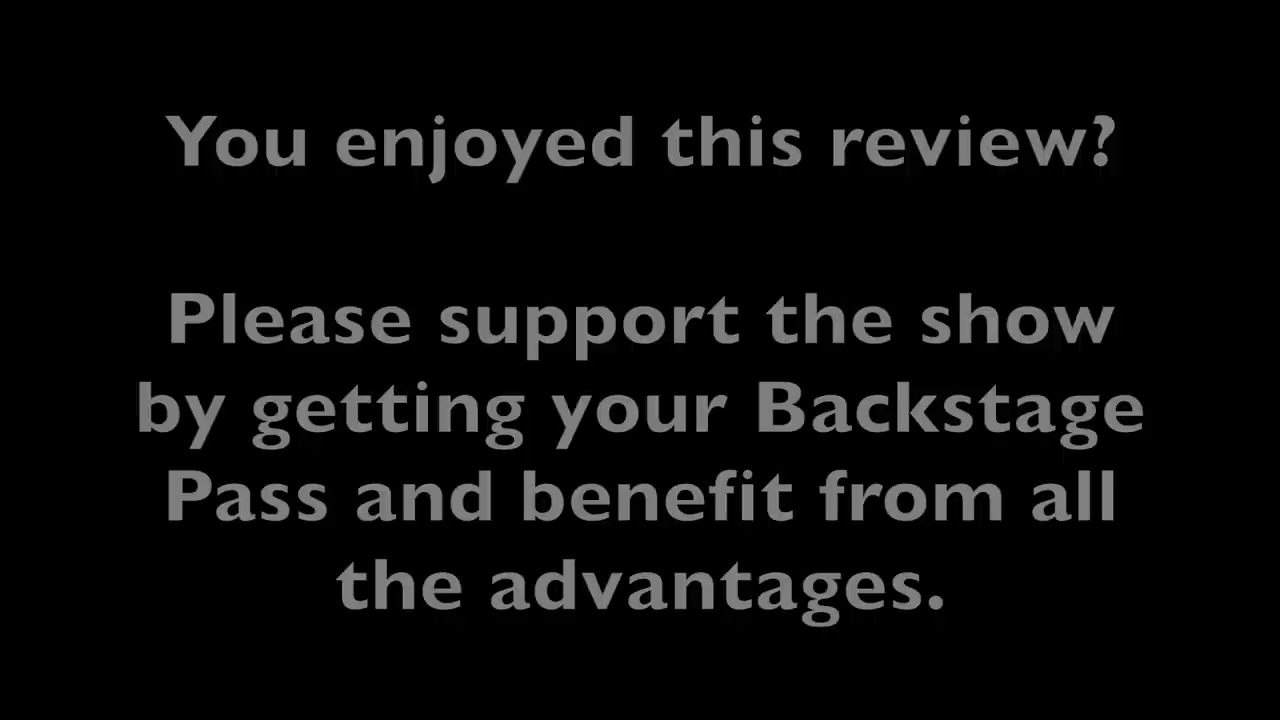 You enjoyed this review?
Please support the show
by getting your Backstage
Pass and benefit from all
the advantages.